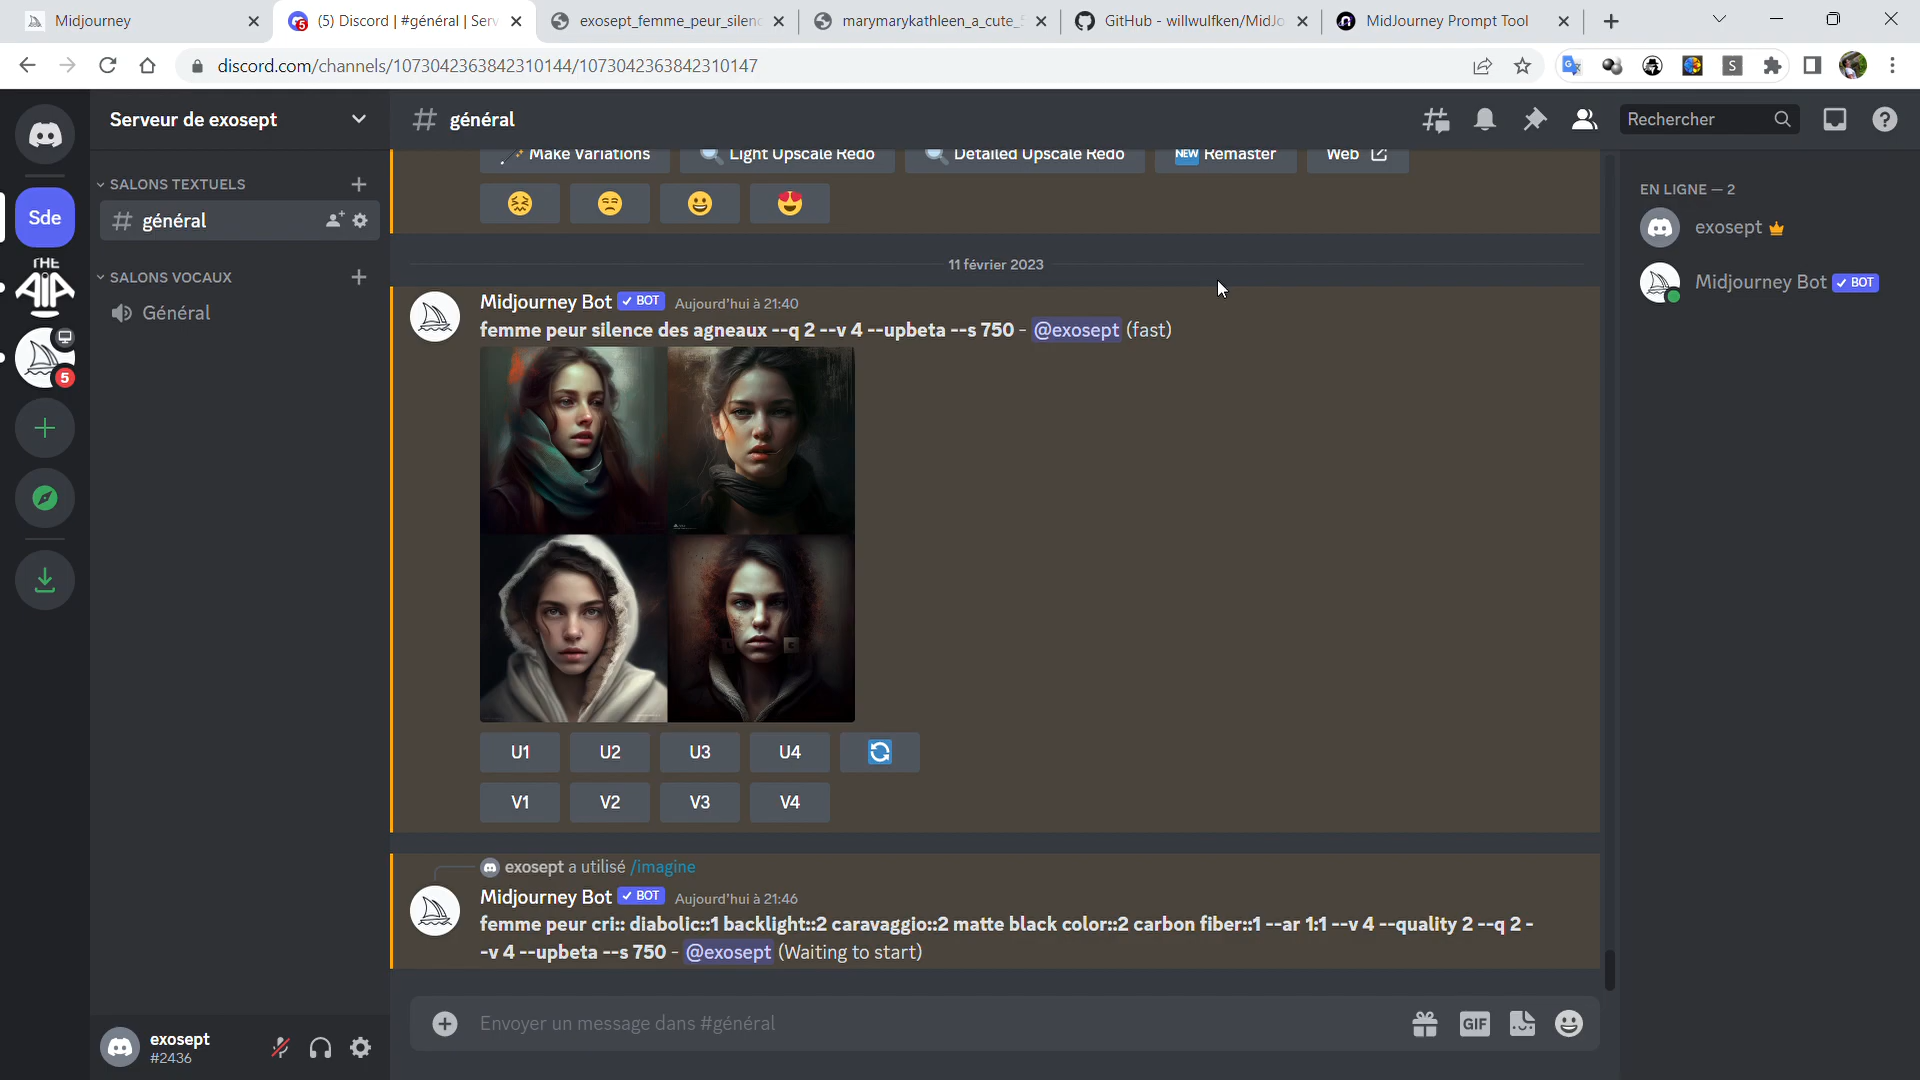 Midjourney
(5) Discord | #général | Serv
exosept_femme_peur_silenc
marymarykathleen_a_cute_
GitHub - willwulfken/MidJo
MidJourney Prompt Tool
discord.com/channels/1073042363842310144/1073042363842310147
Serveur de exosept
général
Rechercher
Make Variations
Light Upscale Redo
Detailed Upscale Redo
NEW Remaster
Web
SALONS TEXTUELS
général
SALONS VOCAUX
Général
Sde
THE
5
EN LIGNE — 2
exosept
Midjourney Bot BOT
11 février 2023
Midjourney Bot BOT Aujourd'hui à 21:40
femme peur silence des agneaux --q 2 --v 4 --upbeta --s 750 - @exosept (fast)
U1 U2 U3 U4
V1 V2 V3 V4
exosept a utilisé /imagine
Midjourney Bot BOT Aujourd'hui à 21:46
femme peur cri:: diabolic::1 backlight::2 caravaggio::2 matte black color::2 carbon fiber::1 --ar 1:1 --v 4 --quality 2 --q 2 -
-v 4 --upbeta --s 750 - @exosept (Waiting to start)
Envoyer un message dans #général
GIF
exosept
#2436